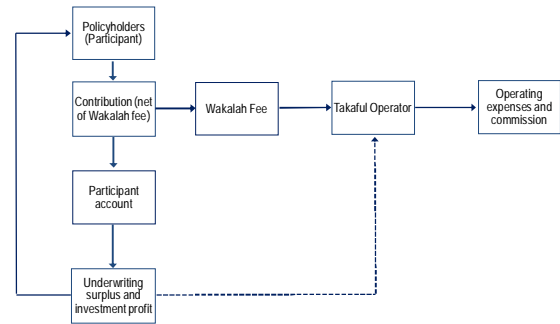 Policyholders
(Participant)
Contribution (net
of Wakalah fee)
Wakalah Fee
Takaful Operator
Operating
expenses and
commission
Participant
account
Underwriting
surplus and
investment profit